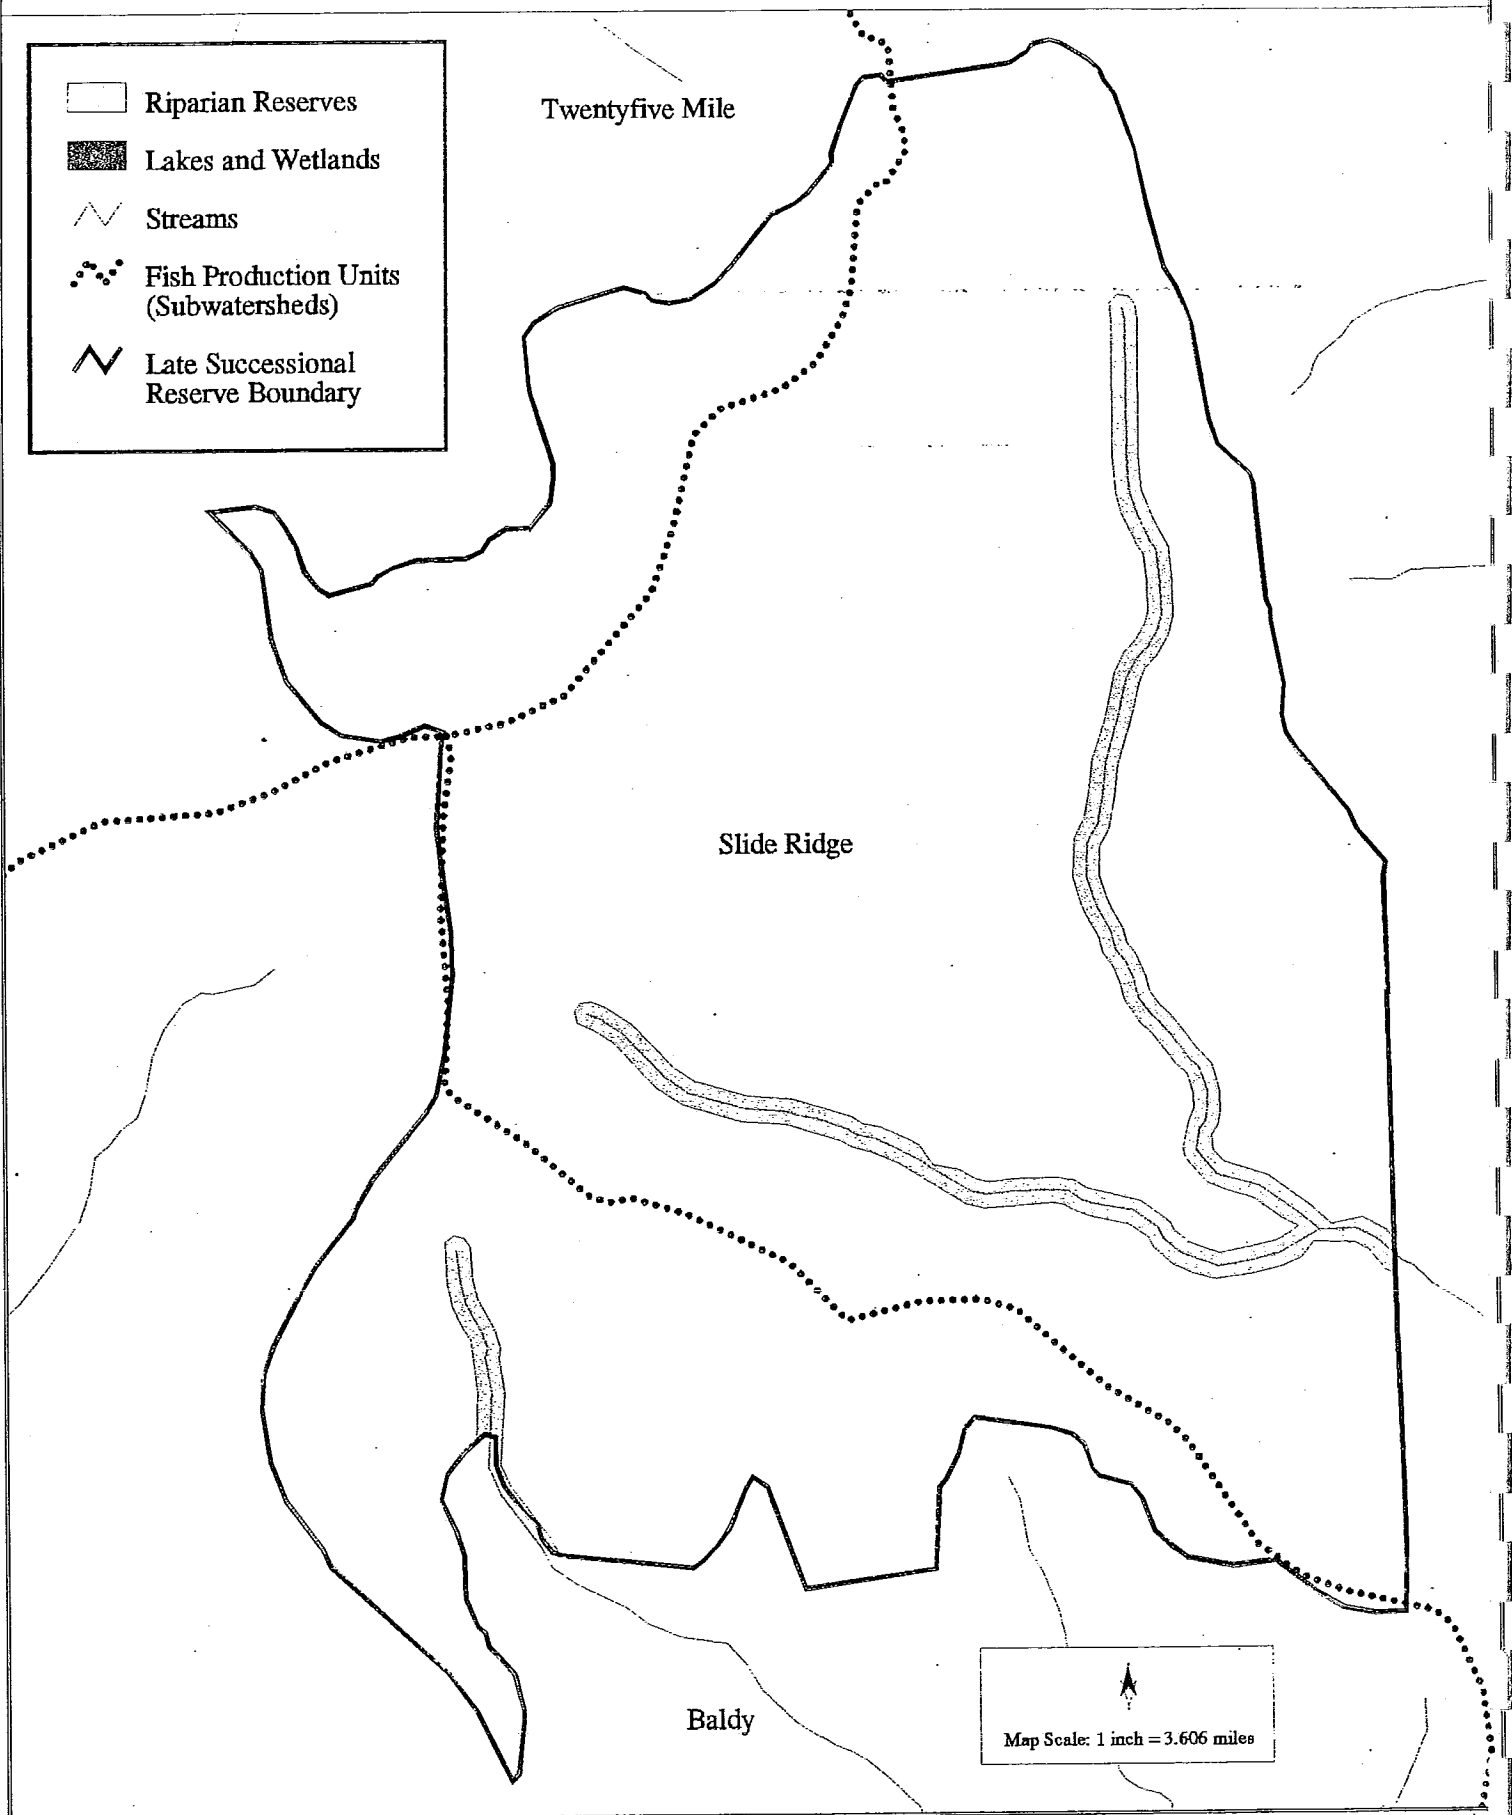 Riparian Reserves
Lakes and Wetlands
Streams
Fish Production Units
(Subwatersheds)
Late Successional
Reserve Boundary
Twentyfive Mile
Slide Ridge
Baldy
Map Scale: 1 inch = 3.606 miles